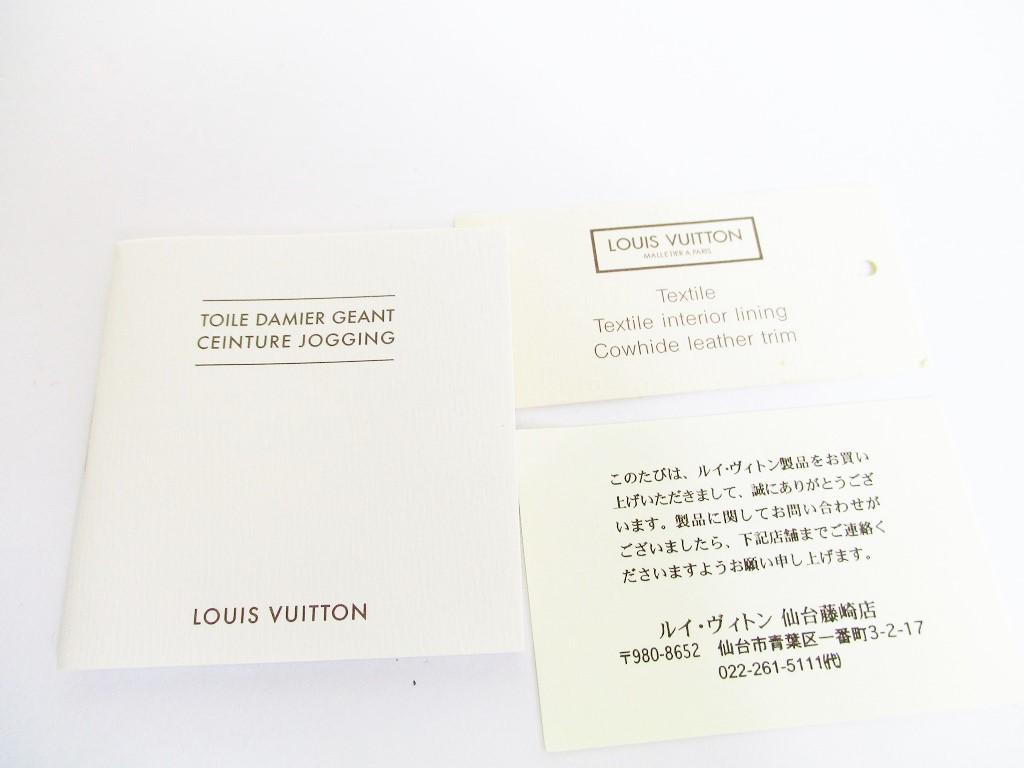 TOILE DAMIER GEANT
CEINTURE JOGGING
LOUIS VUITTON
LOUIS VUITTON
MALLETIER A PARIS
Textile
Textile interior lining
Cowhide leather trim
このたびは、ルイ・ヴィトン製品をお買い
上げいただきまして、誠にありがとうござ
います。製品に関してお問い合わせが
ございましたら、下記店舗までご連絡く
ださいますようお願い申し上げます。
ルイ・ヴィトン 仙台藤崎店
〒980-8652 仙台市青葉区一番町3-2-17
022-261-5111㈹